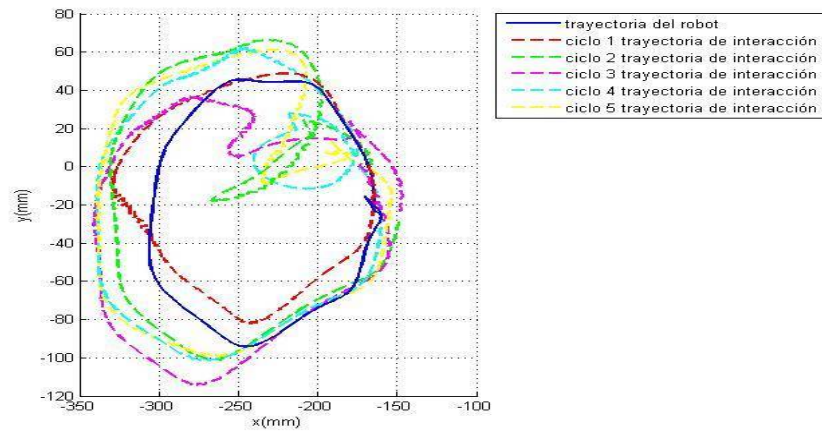 80
60
40
20
0
-20
-40
-60
-80
-100
-120
y(mm)
-350
-300
-250
-200
-150
-100
x(mm)
trayectoria del robot
ciclo 1 trayectoria de interacción
ciclo 2 trayectoria de interacción
ciclo 3 trayectoria de interacción
ciclo 4 trayectoria de interacción
ciclo 5 trayectoria de interacción